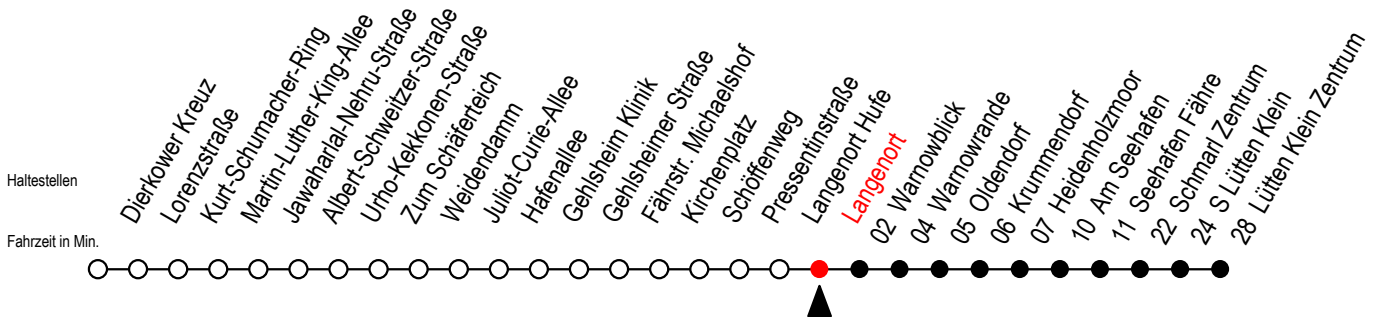 Haltestellen
Fahrzeit in Min.
Dierkower Kreuz
Lorenzstraße
Kurt-Schumacher-Ring
Martin-Luther-King-Allee
Jawaharlal-Nehru-Straße
Albert-Schweitzer-Straße
Urho-Kekkonen-Straße
Zum Schäferteich
Weidendamm
Juliot-Curie-Allee
Hafenallee
Gehlsheim Klinik
Gehlsheimer Straße
Fährstr. Michaelshof
Kirchenplatz
Schöffenweg
Pressentinstraße
Langenort Hufe
Langenort
02 Warnowblick
04 Warnowrande
05 Oldendorf
06 Krummendorf
07 Heidenholzmoor
10 Am Seehafen
11 Seehafen Fähre
22 Schmarl Zentrum
24 S Lütten Klein
28 Lütten Klein Zentrum